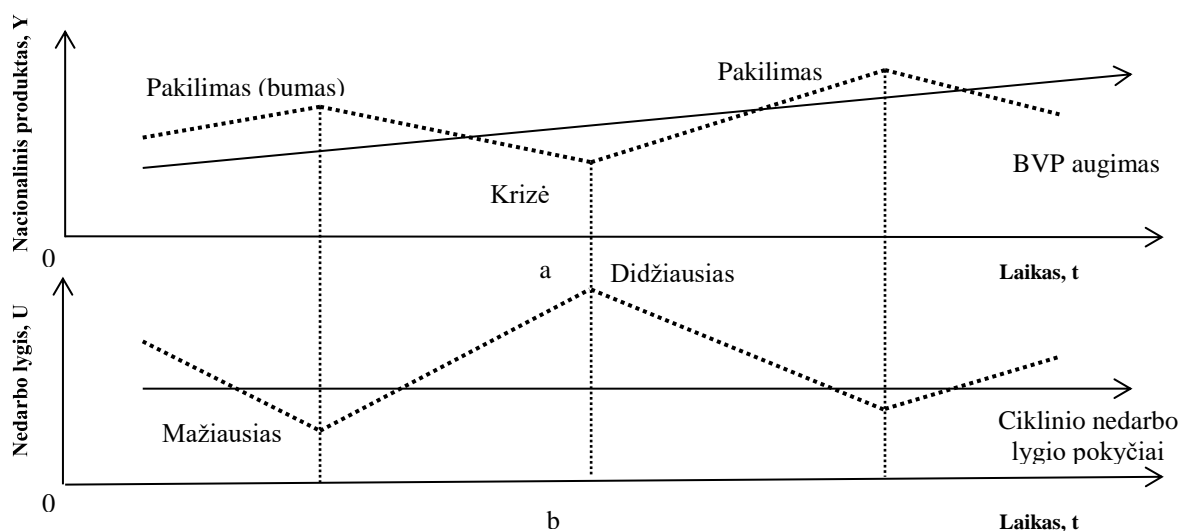 Nacionalinis produktas, Y
Pakilimas (bumas)
Pakilimas
Krizė
BVP augimas
0
a
Laikas, t
Nedarbo lygis, U
Didžiausias
Mažiausias
Ciklinio nedarbo
lygio pokyčiai
0
b
Laikas, t